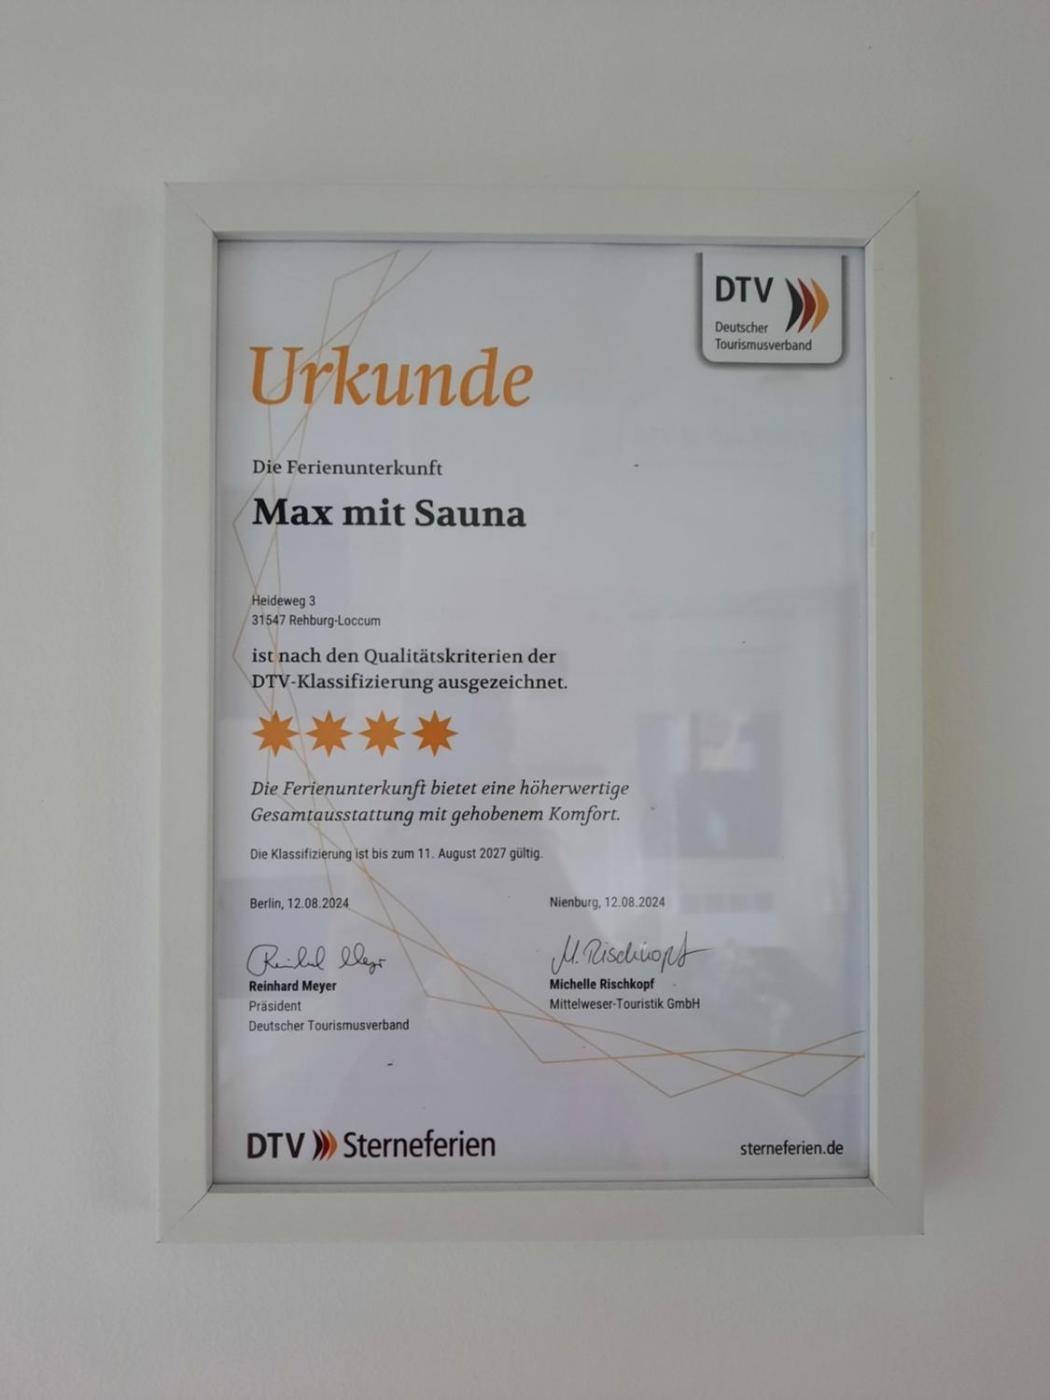 DTV
Deutscher
Tourismusverband
Urkunde
Die Ferienunterkunft
Max mit Sauna
Heideweg 3
31547 Rehburg-Loccum
ist nach den Qualitätskriterien der
DTV-Klassifizierung ausgezeichnet.
Die Ferienunterkunft bietet eine höherwertige
Gesamtausstattung mit gehobenem Komfort.
Die Klassifizierung ist bis zum 11. August 2027 gültig.
Berlin, 12.08.2024
Reinhard Meyer
Reinhard Meyer
Präsident
Deutscher Tourismusverband
Nienburg, 12.08.2024
M. Rischkopf
Michelle Rischkopf
Mittelweser-Touristik GmbH
DTV Sterneferien
sterneferien.de